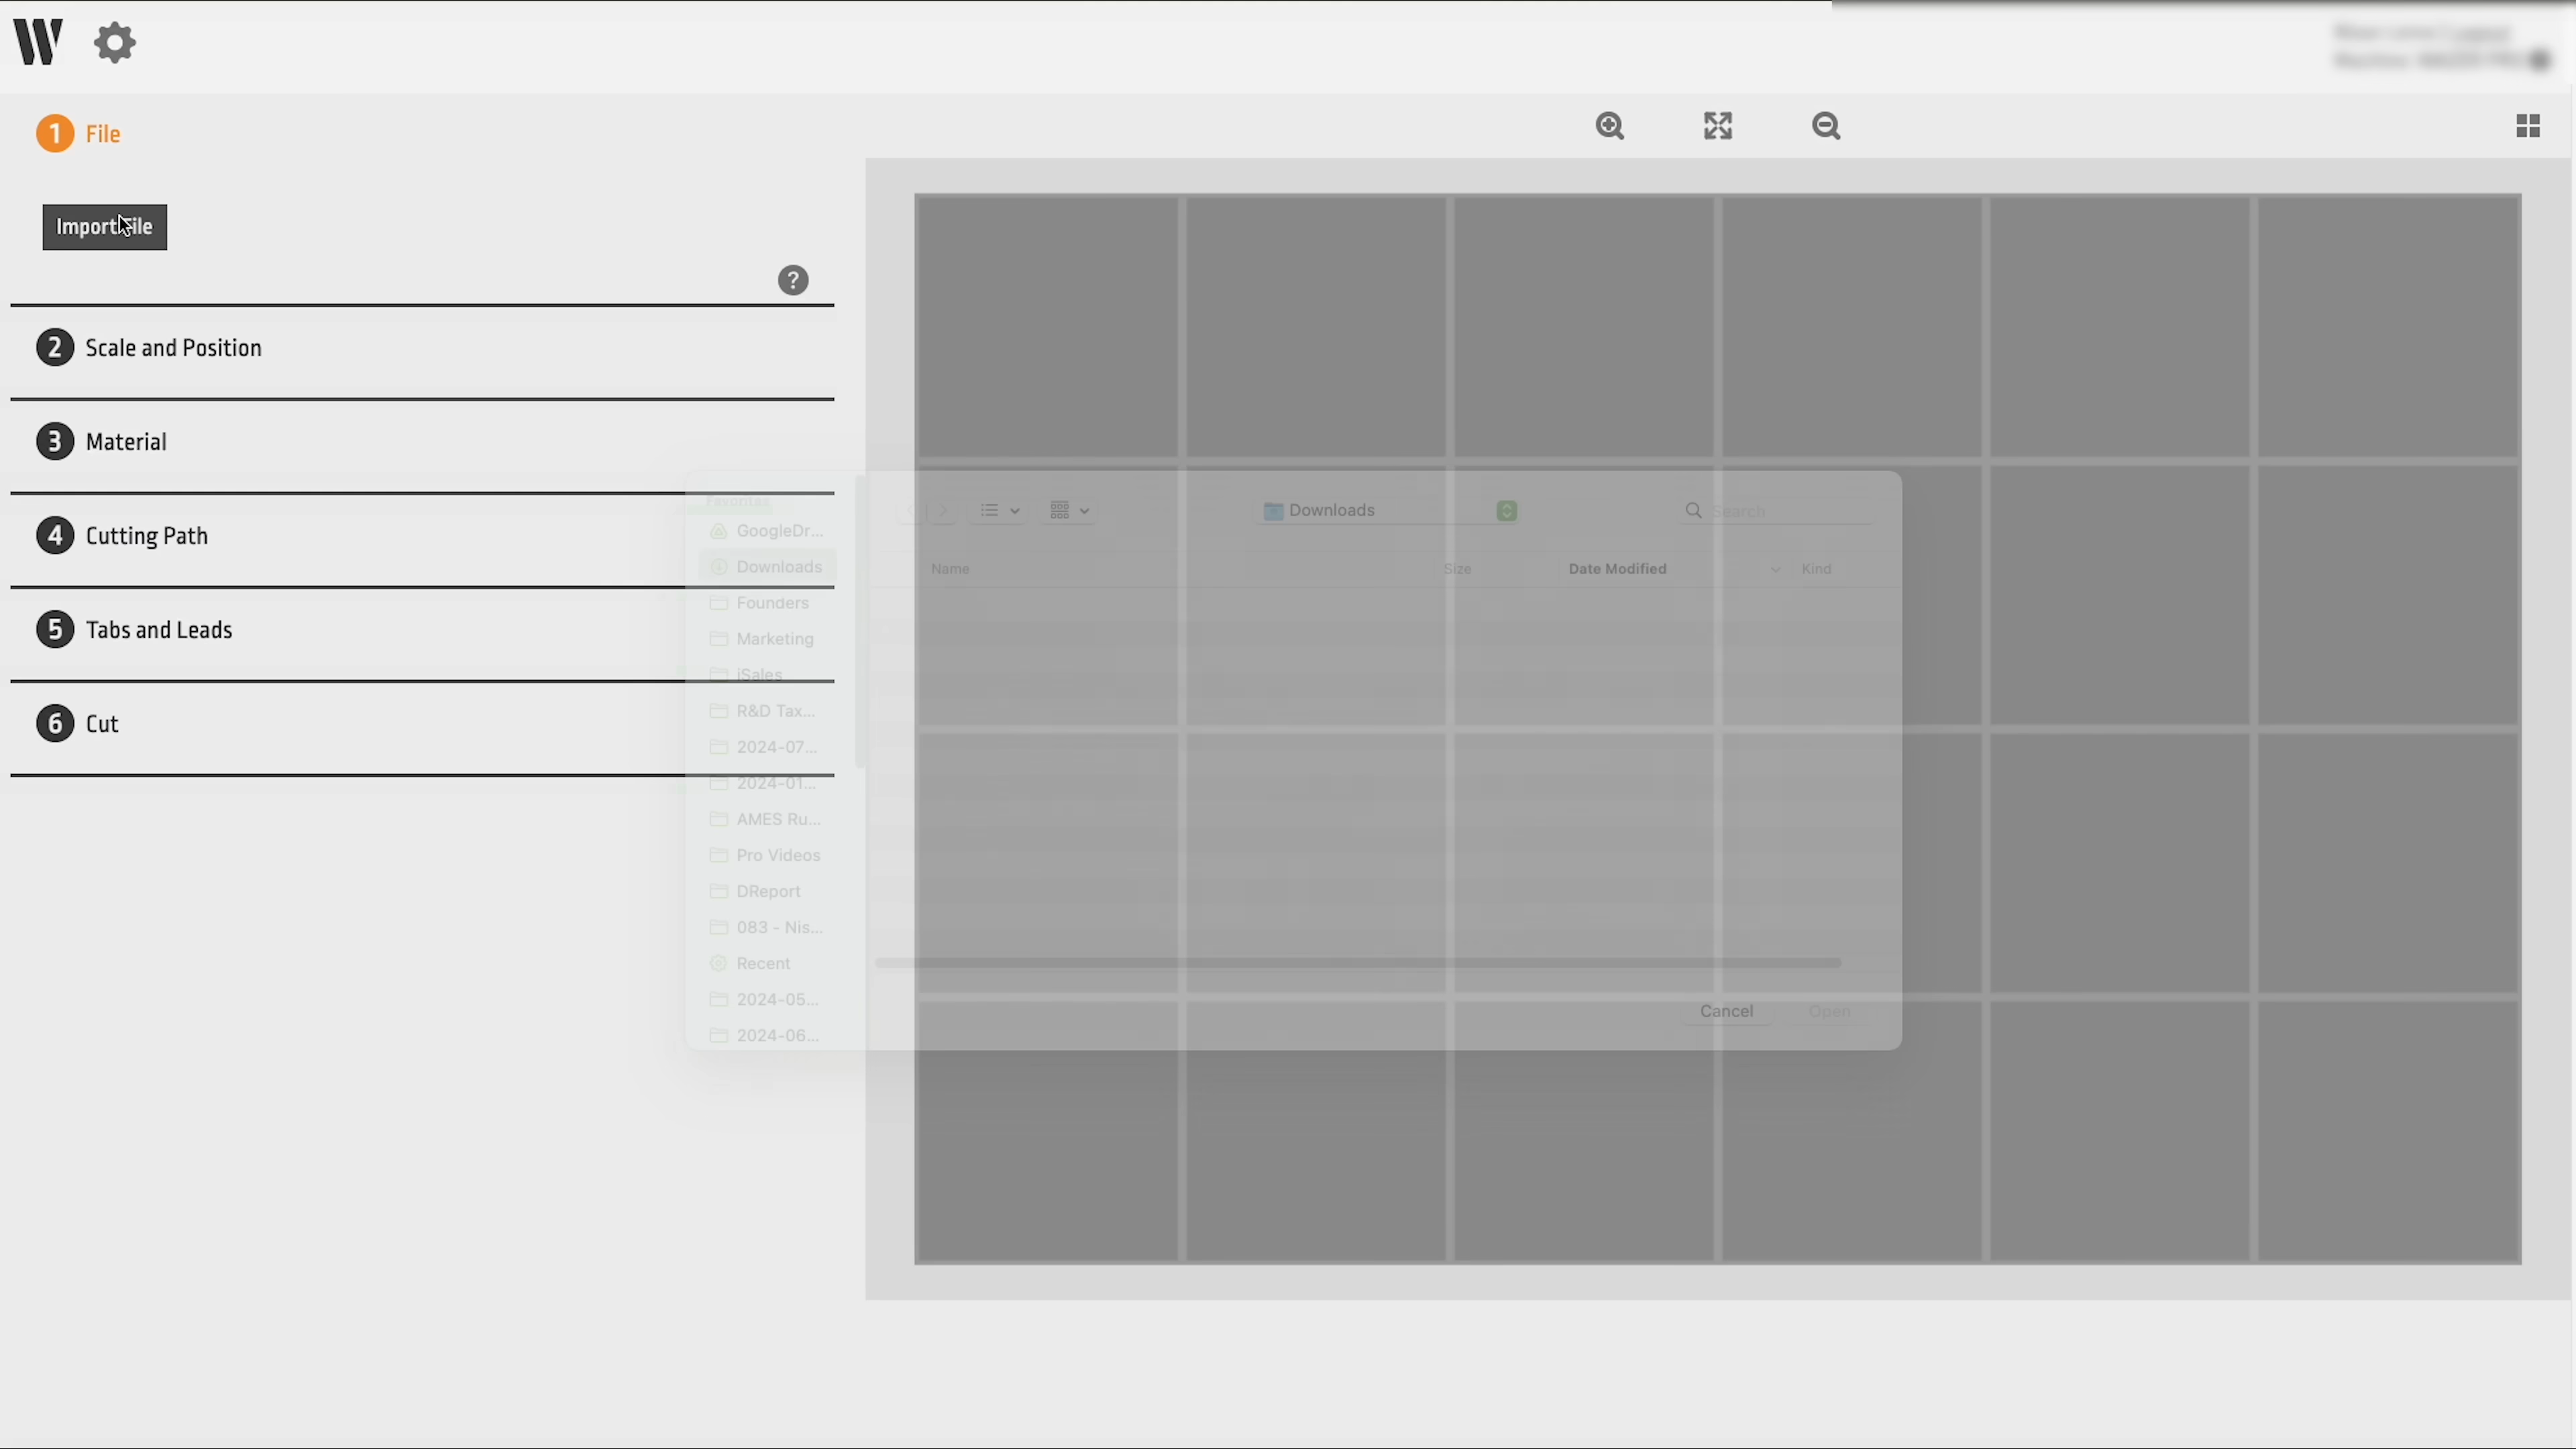 W
1 File
Import File
?
2 Scale and Position
3 Material
4 Cutting Path
5 Tabs and Leads
6 Cut
Favorites
GoogleDr...
Downloads
Founders
Marketing
iSales
R&D Tax...
2024-07...
2024-01...
AMES Ru...
Pro Videos
DReport
083 - Nis...
Recent
2024-05...
2024-06...
Downloads
Search
Name Size Date Modified Kind
Cancel Open